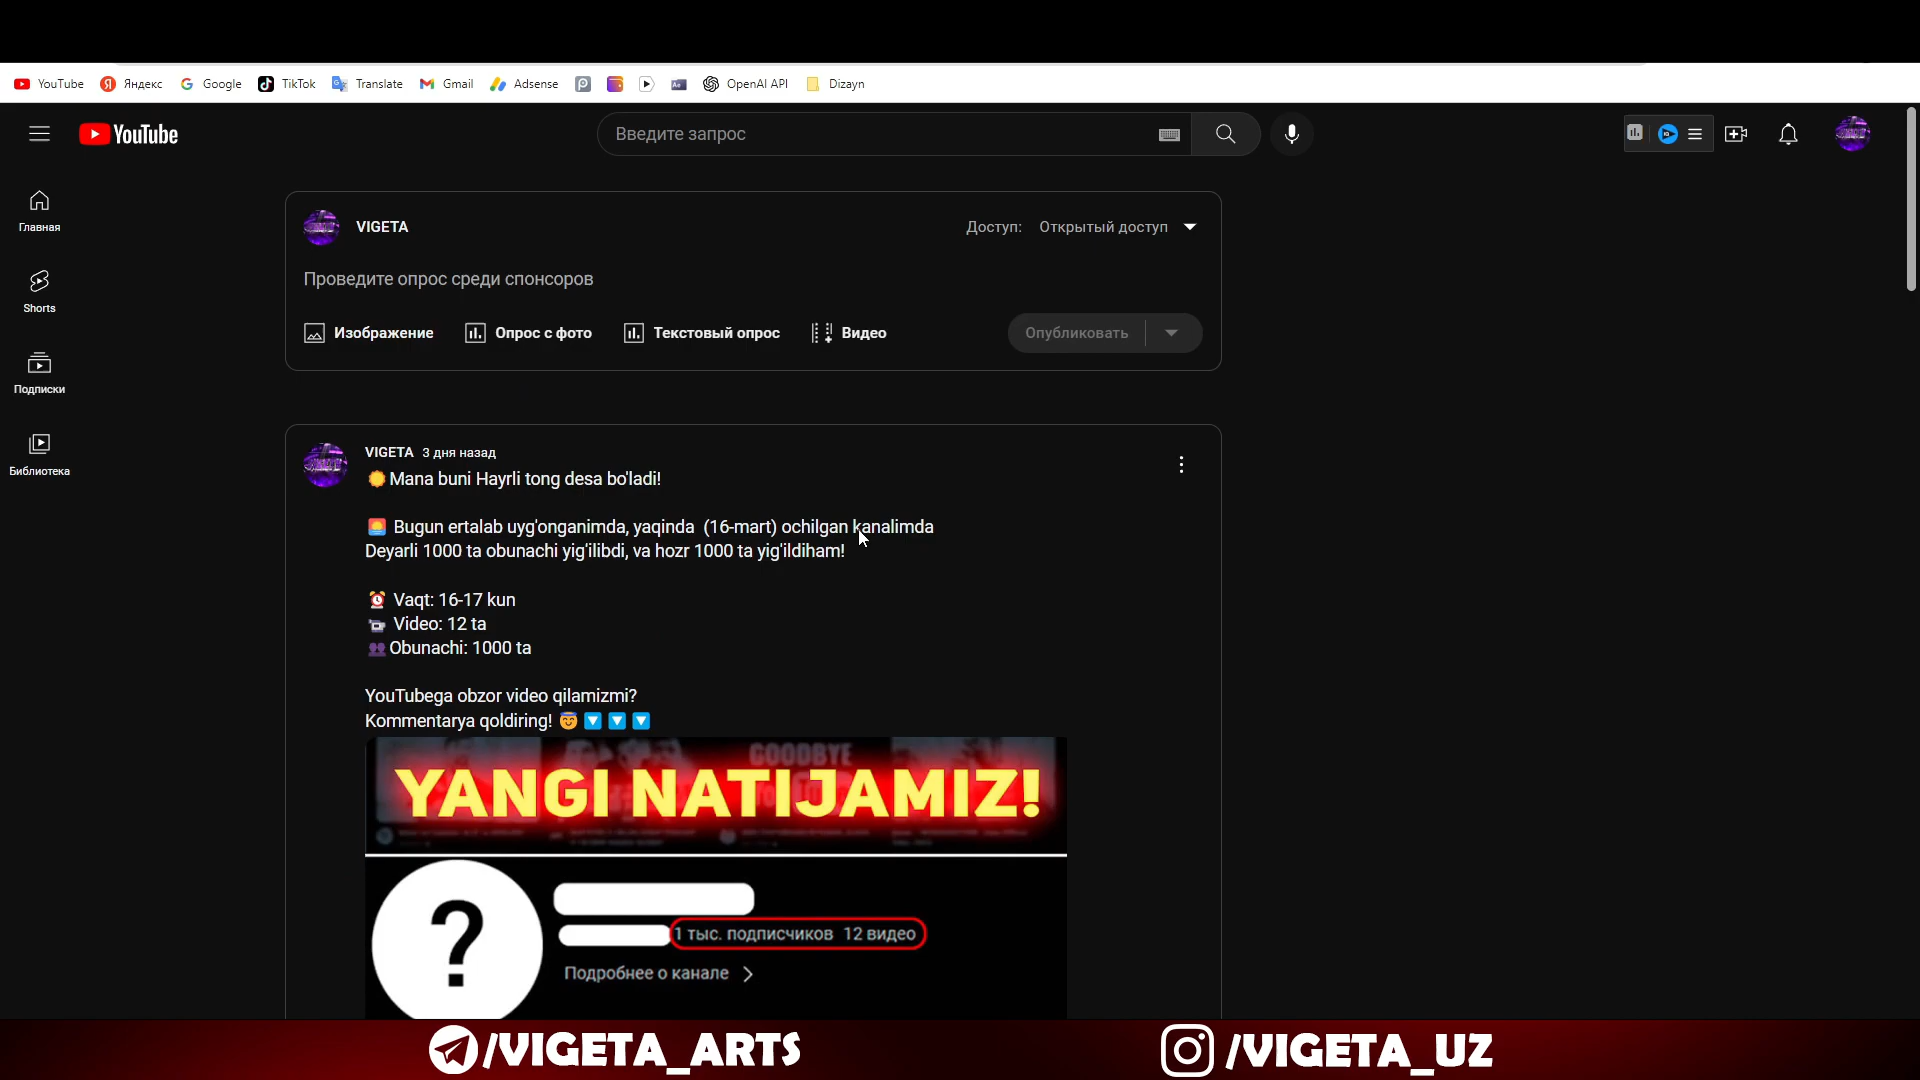 YouTube Яндекс Google TikTok Translate Gmail Adsense OpenAI API Dizayn
YouTube
Введите запрос
Главная
Shorts
Подписки
Библиотека
VIGETA
Доступ: Открытый доступ
Проведите опрос среди спонсоров
Изображение Опрос с фото Текстовый опрос Видео Опубликовать
VIGETA 3 дня назад
Mana buni Hayrli tong desa bo'ladi!
Bugun ertalab uyg'onganimda, yaqinda (16-mart) ochilgan kanalimda
Deyarli 1000 ta obunachi yig'ilibdi, va hozr 1000 ta yig'ildiham!
Vaqt: 16-17 kun
Video: 12 ta
Obunachi: 1000 ta
YouTubega obzor video qilamizmi?
Kommentarya qoldiring!
GOODBYE
YANGI NATIJAMIZ!
?
1 тыс. подписчиков 12 видео
Подробнее о канале
/VIGETA_ARTS
/VIGETA_UZ